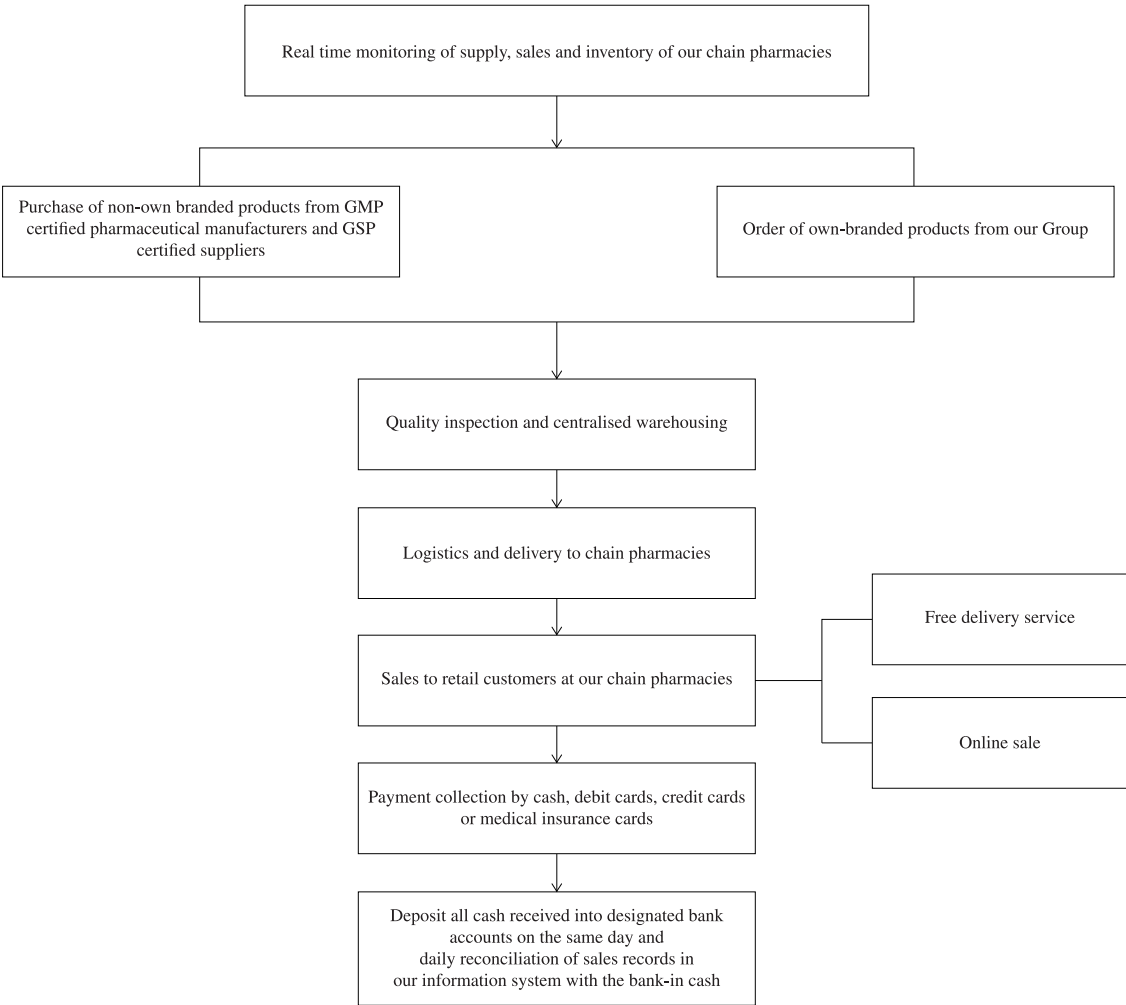 Real time monitoring of supply, sales and inventory of our chain pharmacies
Purchase of non-own branded products from GMP
certified pharmaceutical manufacturers and GSP
certified suppliers
Order of own-branded products from our Group
Quality inspection and centralised warehousing
Logistics and delivery to chain pharmacies
Free delivery service
Sales to retail customers at our chain pharmacies
Online sale
Payment collection by cash, debit cards, credit cards
or medical insurance cards
Deposit all cash received into designated bank
accounts on the same day and
daily reconciliation of sales records in
our information system with the bank-in cash